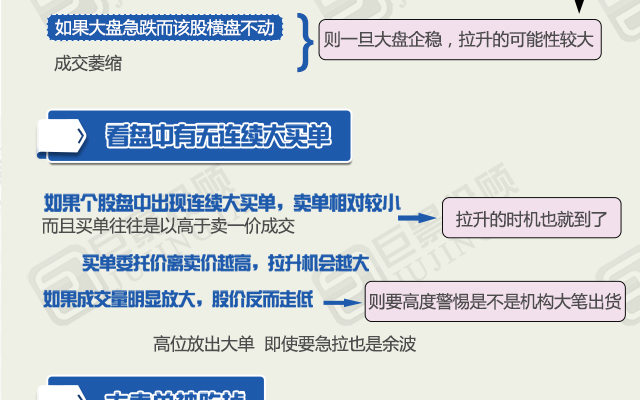 如果大盘急跌而该股横盘不动
成交萎缩
则一旦大盘企稳，拉升的可能性较大
看盘中有无连续大买单
如果个股盘中出现连续大买单，卖单相对较小
而且买单往往是以高于卖一价成交
拉升的时机也就到了
买单委托价离卖价越高，拉升机会越大
如果成交量明显放大，股价反而走低
则要高度警惕是不是机构大笔出货
高位放出大单 即使要急拉也是余波